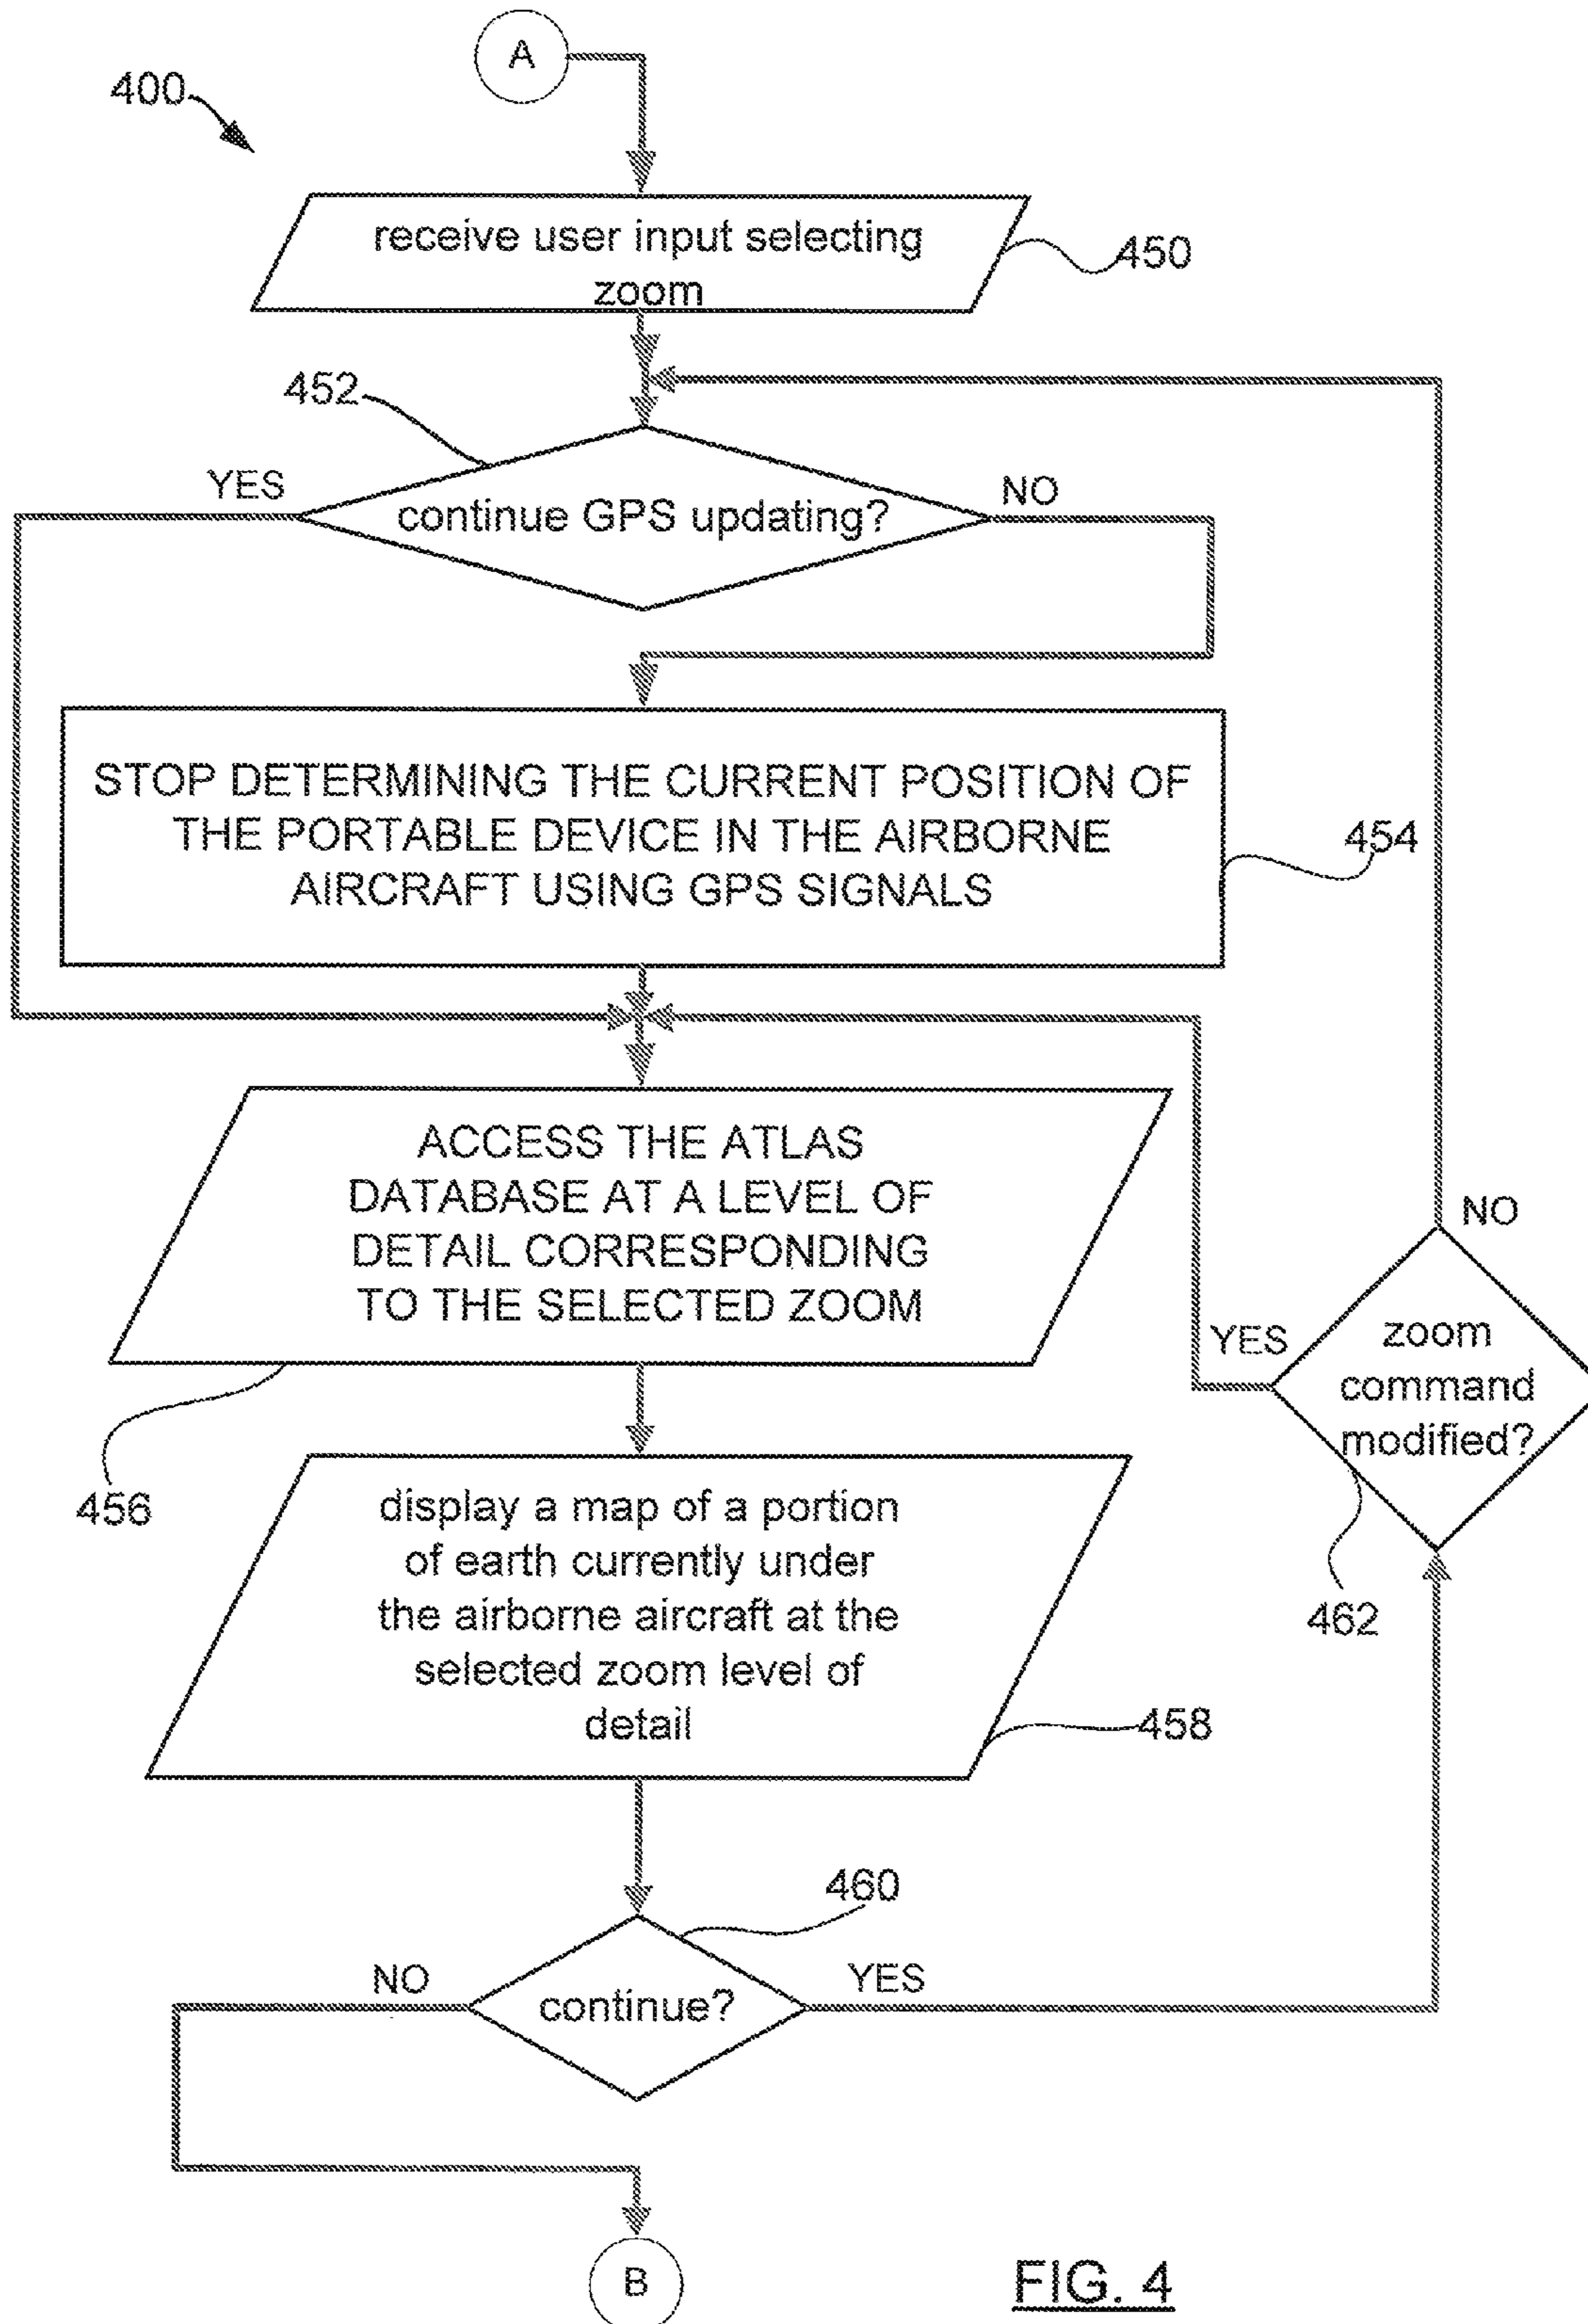 A
400
receive user input selecting
zoom
450
452
YES
NO
continue GPS updating?
STOP DETERMINING THE CURRENT POSITION OF
THE PORTABLE DEVICE IN THE AIRBORNE
AIRCRAFT USING GPS SIGNALS
454
ACCESS THE ATLAS
DATABASE AT A LEVEL OF
DETAIL CORRESPONDING
TO THE SELECTED ZOOM
456
NO
YES
zoom
command
modified?
462
display a map of a portion
of earth currently under
the airborne aircraft at the
selected zoom level of
detail
458
460
NO
YES
continue?
B
FIG. 4